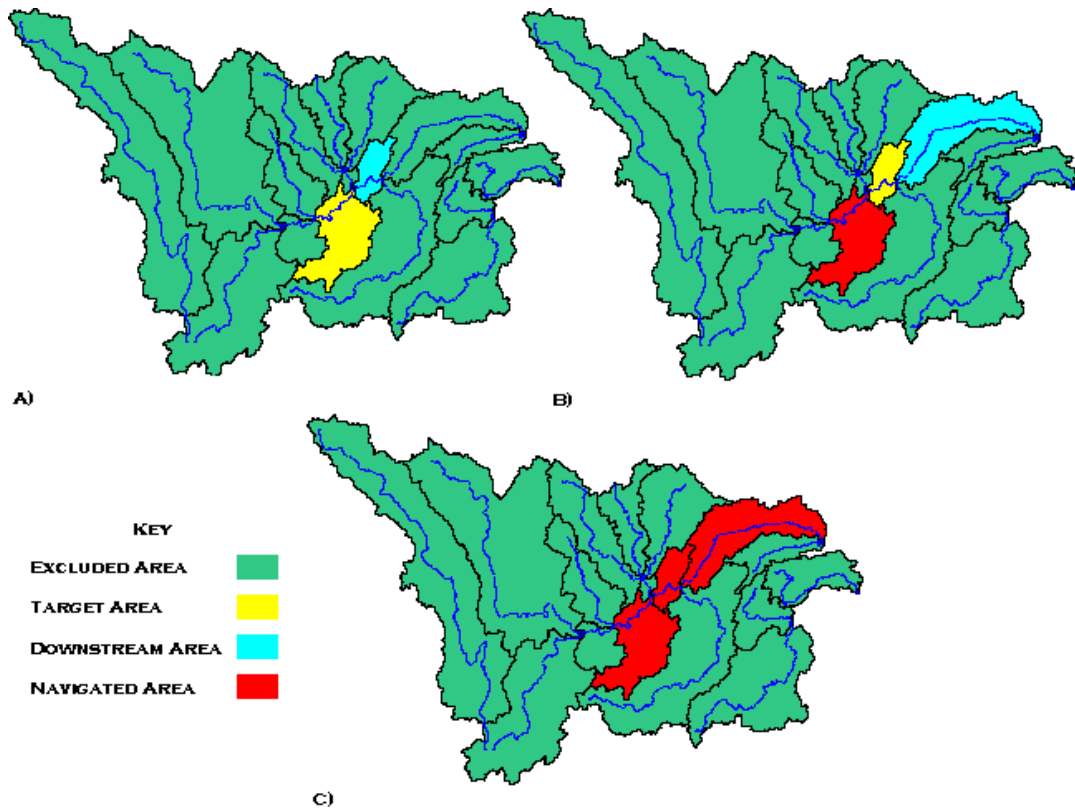 A)
B)
KEY
EXCLUDED AREA
TARGET AREA
DOWNSTREAM AREA
NAVIGATED AREA
C)